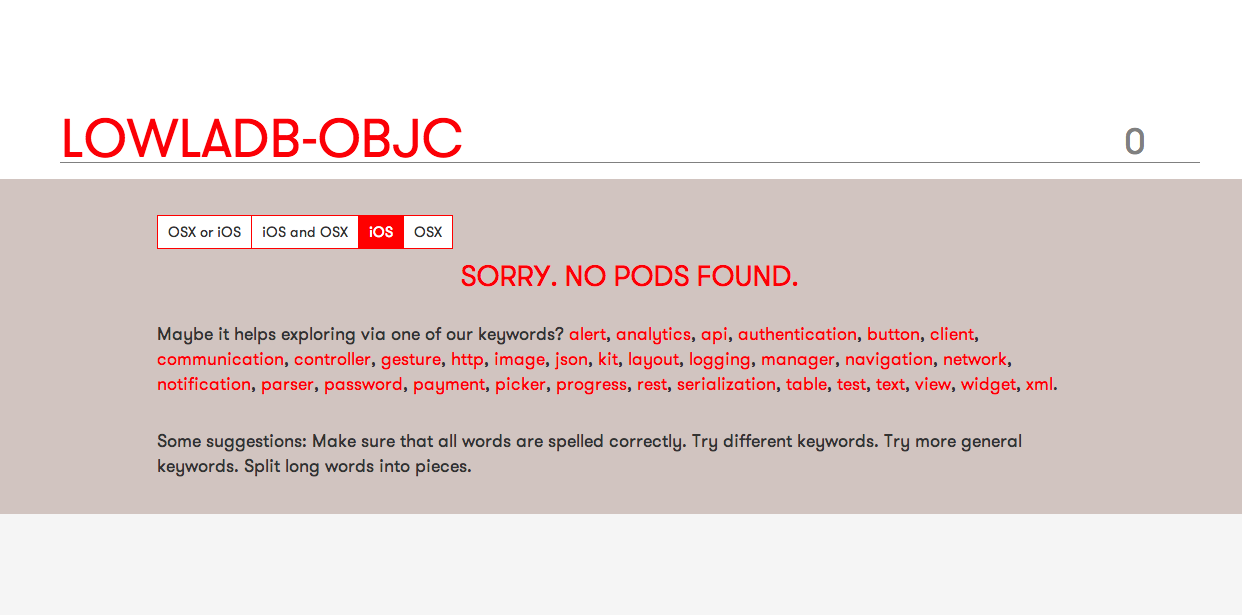 LOWLADB-OBJC 0
OSX or iOS iOS and OSX iOS OSX
SORRY. NO PODS FOUND.
Maybe it helps exploring via one of our keywords? alert, analytics, api, authentication, button, client,
communication, controller, gesture, http, image, json, kit, layout, logging, manager, navigation, network,
notification, parser, password, payment, picker, progress, rest, serialization, table, test, text, view, widget, xml.
Some suggestions: Make sure that all words are spelled correctly. Try different keywords. Try more general
keywords. Split long words into pieces.